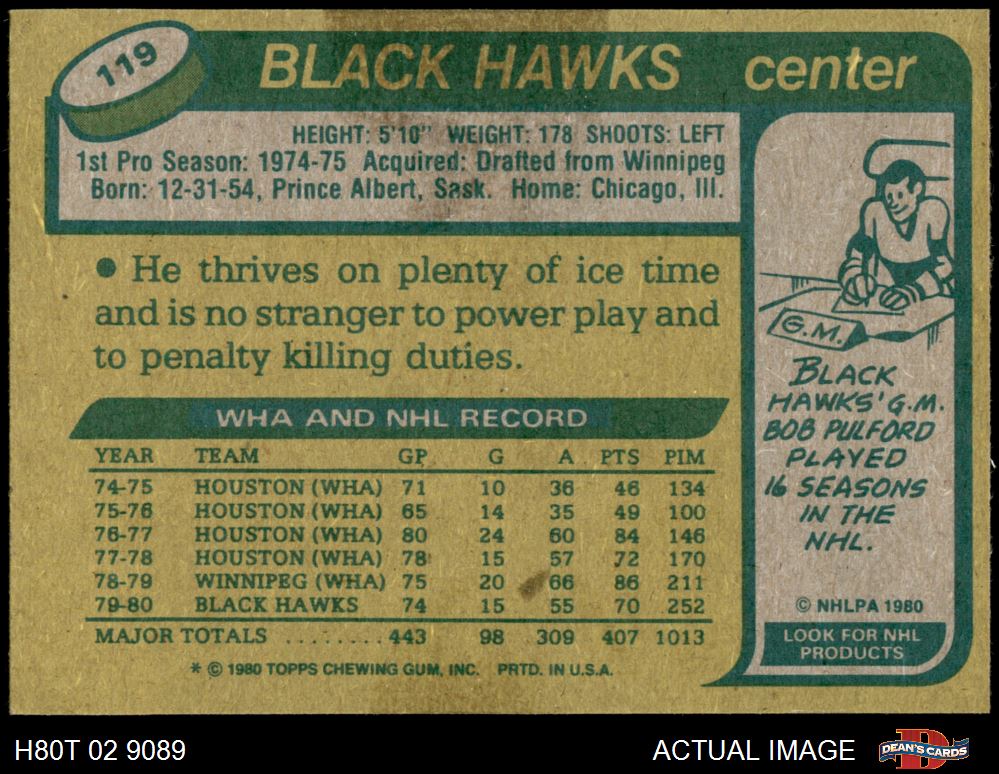 119
BLACK HAWKS center
HEIGHT: 5'10" WEIGHT: 178 SHOOTS: LEFT
1st Pro Season: 1974-75 Acquired: Drafted from Winnipeg
Born: 12-31-54, Prince Albert, Sask. Home: Chicago, Ill.
● He thrives on plenty of ice time
and is no stranger to power play and
to penalty killing duties.
WHA AND NHL RECORD
YEAR TEAM GP G A PTS PIM
74-75 HOUSTON (WHA) 71 10 36 46 134
75-76 HOUSTON (WHA) 65 14 35 49 100
76-77 HOUSTON (WHA) 80 24 60 84 146
77-78 HOUSTON (WHA) 78 15 57 72 170
78-79 WINNIPEG (WHA) 75 20 66 86 211
79-80 BLACK HAWKS 74 15 55 70 252
MAJOR TOTALS ........ 443 98 309 407 1013
* © 1980 TOPPS CHEWING GUM, INC. PRTD. IN U.S.A.
G.M.
BLACK
HAWKS' G.M.
BOB PULFORD
PLAYED
16 SEASONS
IN THE
NHL.
© NHLPA 1980
LOOK FOR NHL
PRODUCTS
H80T 02 9089
ACTUAL IMAGE
D
DEAN'S CARDS